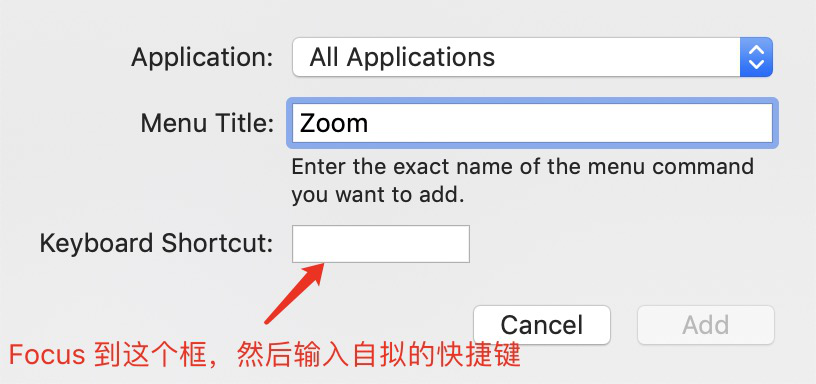 Application: All Applications
Menu Title: Zoom
Enter the exact name of the menu command
you want to add.
Keyboard Shortcut:
Cancel Add
Focus 到这个框，然后输入自拟的快捷键